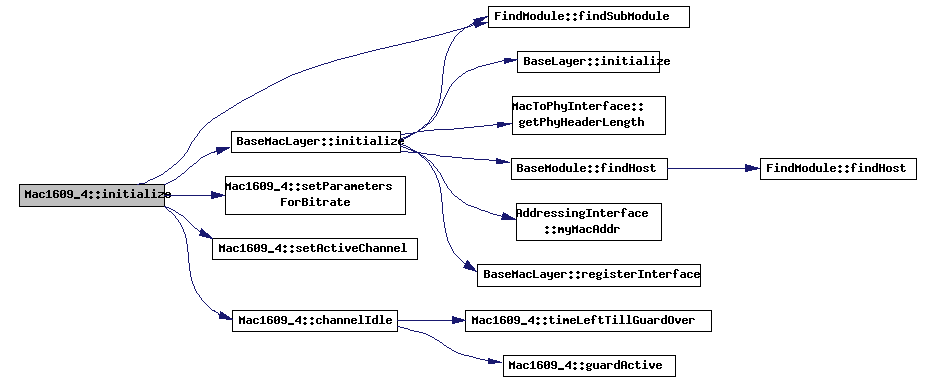 FindModule::findSubModule
BaseLayer::initialize
MacToPhyInterface::
getPhyHeaderLength
BaseMacLayer::initialize
BaseModule::findHost
FindModule::findHost
Mac1609_4::initialize
Mac1609_4::setParameters
ForBitrate
AddressingInterface
::myMacAddr
Mac1609_4::setActiveChannel
BaseMacLayer::registerInterface
Mac1609_4::channelIdle
Mac1609_4::timeLeftTillGuardOver
Mac1609_4::guardActive